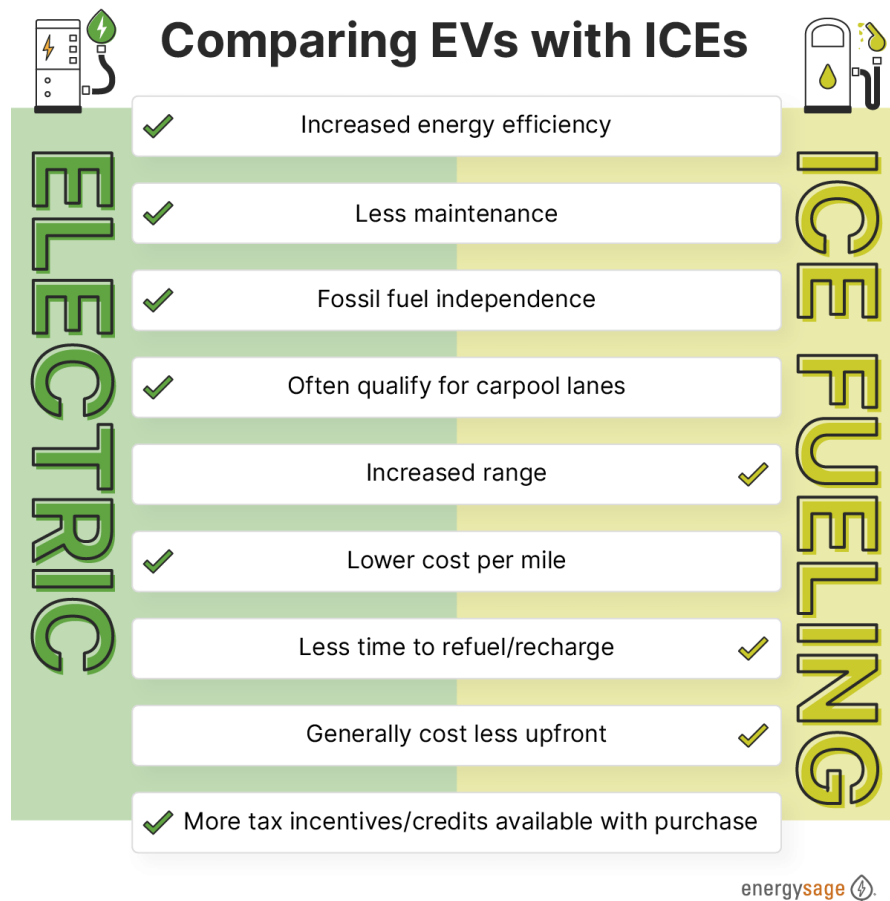 Comparing EVs with ICEs
ELECTRIC
ICE FUELING
Increased energy efficiency
Less maintenance
Fossil fuel independence
Often qualify for carpool lanes
Increased range
Lower cost per mile
Less time to refuel/recharge
Generally cost less upfront
More tax incentives/credits available with purchase
energysage